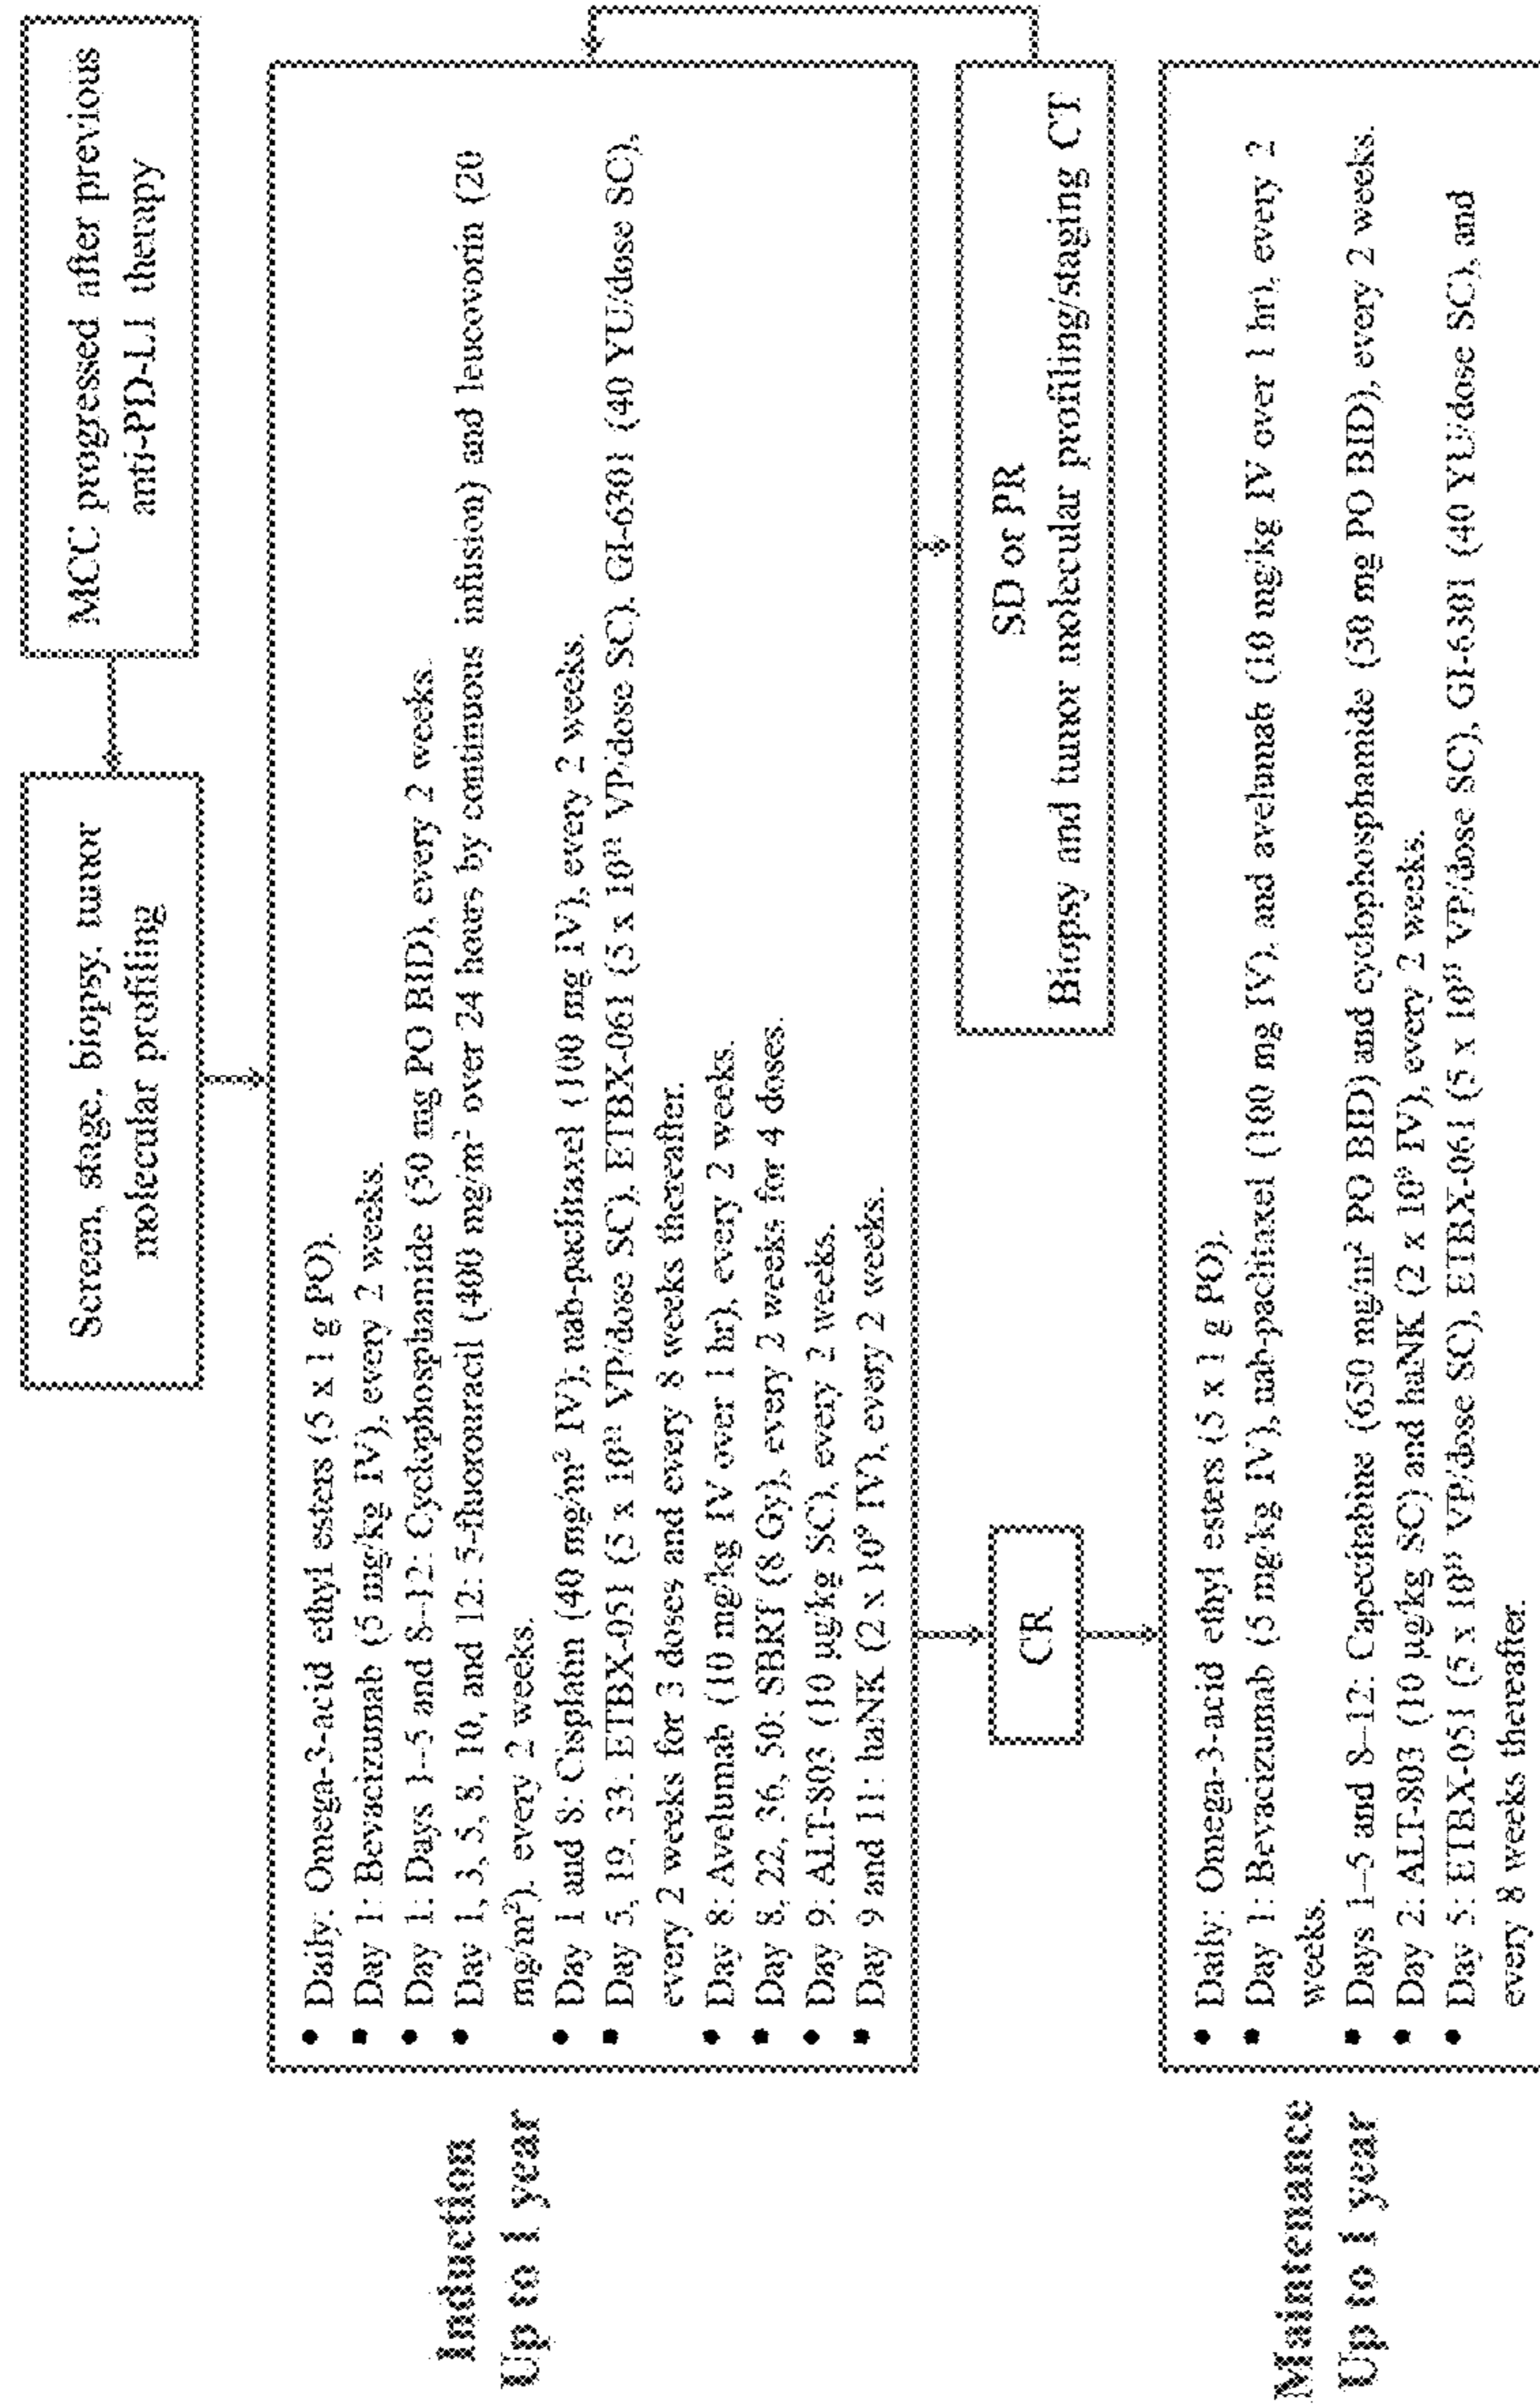 MCC progressed after previous
anti-PD-L1 therapy
Screen, stage, biopsy, tumor
molecular profiling
Induction
Up to 1 year
• Daily: Omega-3-acid ethyl esters (5 x 1 g PO).
• Day 1: Bevacizumab (5 mg/kg IV), every 2 weeks.
• Day 1: Days 1–5 and 8–12: Cyclophosphamide (50 mg PO BID), every 2 weeks.
• Day 1, 3, 5, 8, 10, and 12: 5-fluorouracil (400 mg/m² over 24 hours by continuous infusion) and leucovorin (20
mg/m²). every 2 weeks.
• Day 1 and 8: Cisplatin (40 mg/m² IV); nab-paclitaxel (100 mg IV), every 2 weeks.
• Day 5, 19, 33: ETBX-051 (5 x 10¹¹ VP/dose SC), ETBX-061 (5 x 10¹¹ VP/dose SC), GI-6301 (40 YU/dose SC),
every 2 weeks for 3 doses and every 8 weeks thereafter.
• Day 8: Avelumab (10 mg/kg IV over 1 hr), every 2 weeks.
• Day 8, 22, 36, 50: SBRT (8 Gy), every 2 weeks for 4 doses.
• Day 9: ALT-803 (10 µg/kg SC), every 2 weeks.
• Day 9 and 11: haNK (2 x 10⁹ IV), every 2 weeks.
CR
SD or PR
Biopsy and tumor molecular profiling/staging CT
Maintenance
Up to 1 year
• Daily: Omega-3-acid ethyl esters (5 x 1 g PO).
• Day 1: Bevacizumab (5 mg/kg IV), nab-paclitaxel (100 mg IV), and avelumab (10 mg/kg IV over 1 hr), every 2
weeks.
• Days 1–5 and 8–12: Capecitabine (650 mg/m² PO BID) and cyclophosphamide (50 mg PO BID), every 2 weeks.
• Day 2: ALT-803 (10 µg/kg SC) and haNK (2 x 10⁹ IV), every 2 weeks.
• Day 5: ETBX-051 (5 x 10¹¹ VP/dose SC), ETBX-061 (5 x 10¹¹ VP/dose SC), GI-6301 (40 YU/dose SC), and
every 8 weeks thereafter.